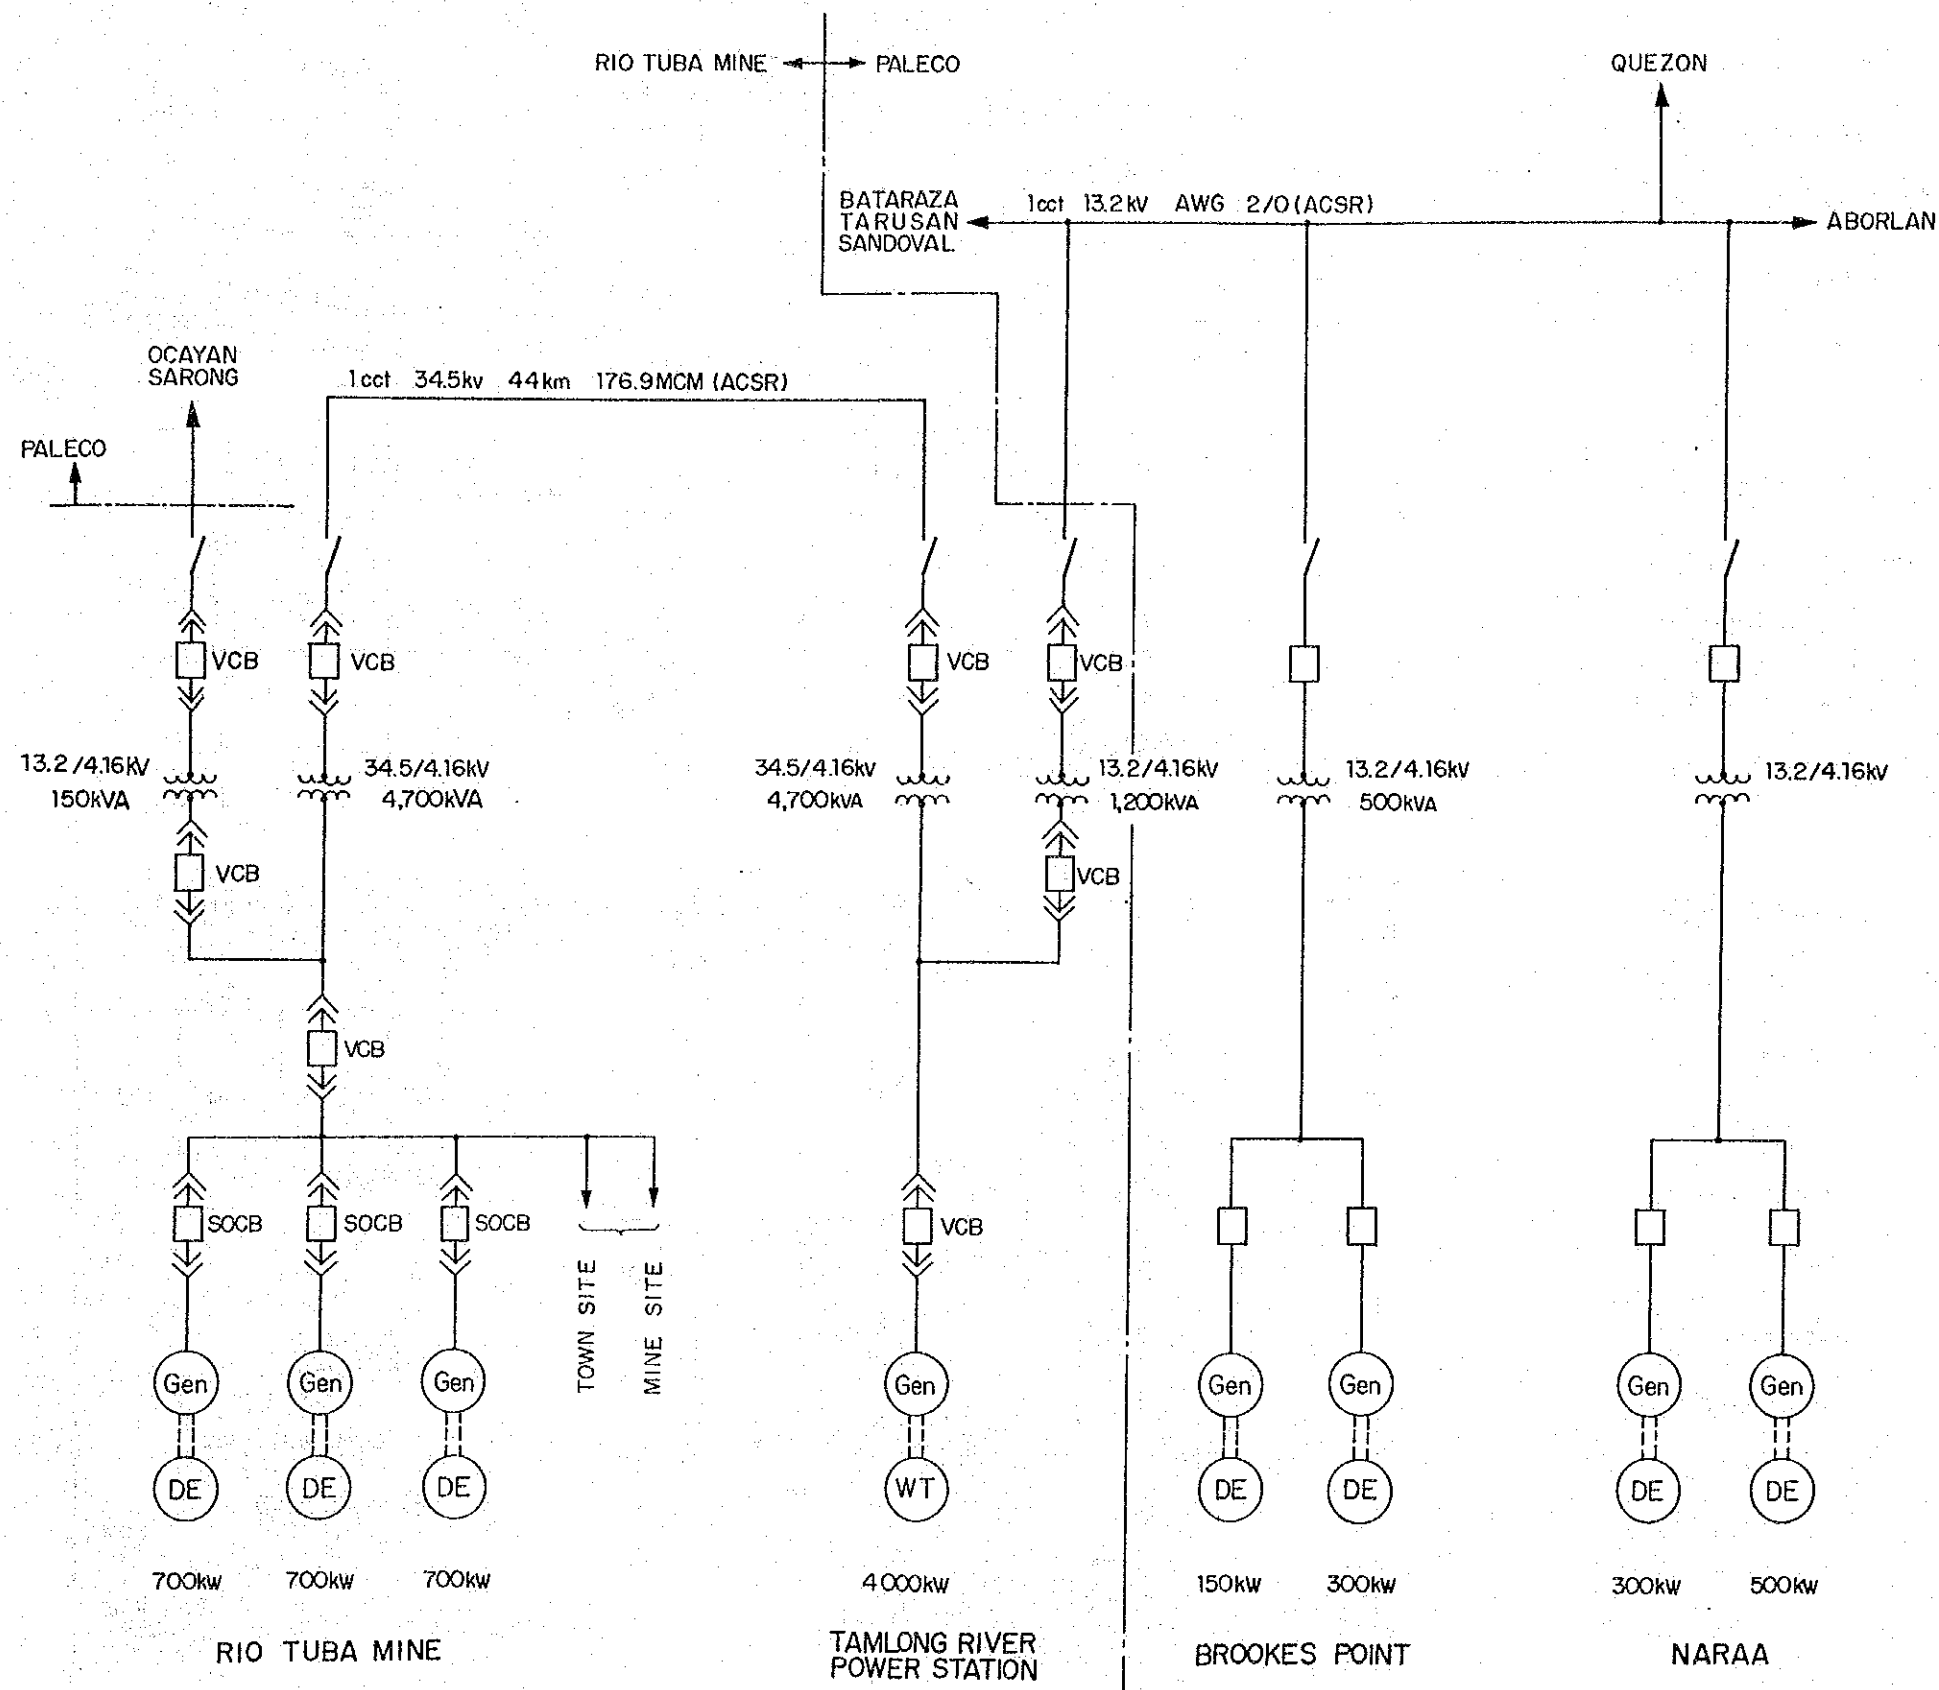 RIO TUBA MINE
PALECO
QUEZON
BATARAZA
TARUSAN
SANDOVAL
1cct 13.2kV AWG 2/0 (ACSR)
ABORLAN
OCAYAN
SARONG
1cct 34.5kv 44km 176.9MCM (ACSR)
PALECO
VCB
VCB
VCB
VCB
13.2/4.16kV
150kVA
34.5/4.16kV
4,700kVA
34.5/4.16kV
4,700kVA
13.2/4.16kV
1,200kVA
13.2/4.16kV
500kVA
13.2/4.16kV
VCB
VCB
VCB
SOCB
SOCB
SOCB
VCB
TOWN SITE
MINE SITE
Gen
Gen
Gen
Gen
Gen
Gen
Gen
Gen
DE
DE
DE
WT
DE
DE
DE
DE
700kW
700kW
700kW
4000kW
150kW
300kW
300kW
500kW
RIO TUBA MINE
TAMLONG RIVER
POWER STATION
BROOKES POINT
NARAA